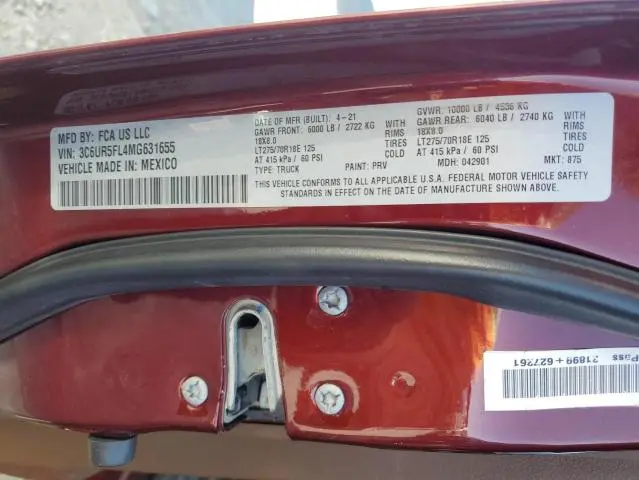 MFD BY: FCA US LLC
VIN: 3C6UR5FL4MG631655
VEHICLE MADE IN: MEXICO
DATE OF MFR (BUILT): 4-21
GAWR FRONT: 6000 LB / 2722 KG
WITH RIMS
18X8.0
LT275/70R18E 125
TIRES
AT 415 kPa / 60 PSI COLD
TYPE: TRUCK
PAINT: PRV
GVWR: 10000 LB / 4536 KG
GAWR REAR: 6040 LB / 2740 KG
WITH RIMS
18X8.0
LT275/70R18E 125
TIRES
AT 415 kPa / 60 PSI COLD
MDH: 042901
MKT: 875
THIS VEHICLE CONFORMS TO ALL APPLICABLE U.S.A. FEDERAL MOTOR VEHICLE SAFETY
STANDARDS IN EFFECT ON THE DATE OF MANUFACTURE SHOWN ABOVE.
Pass 21899+627261